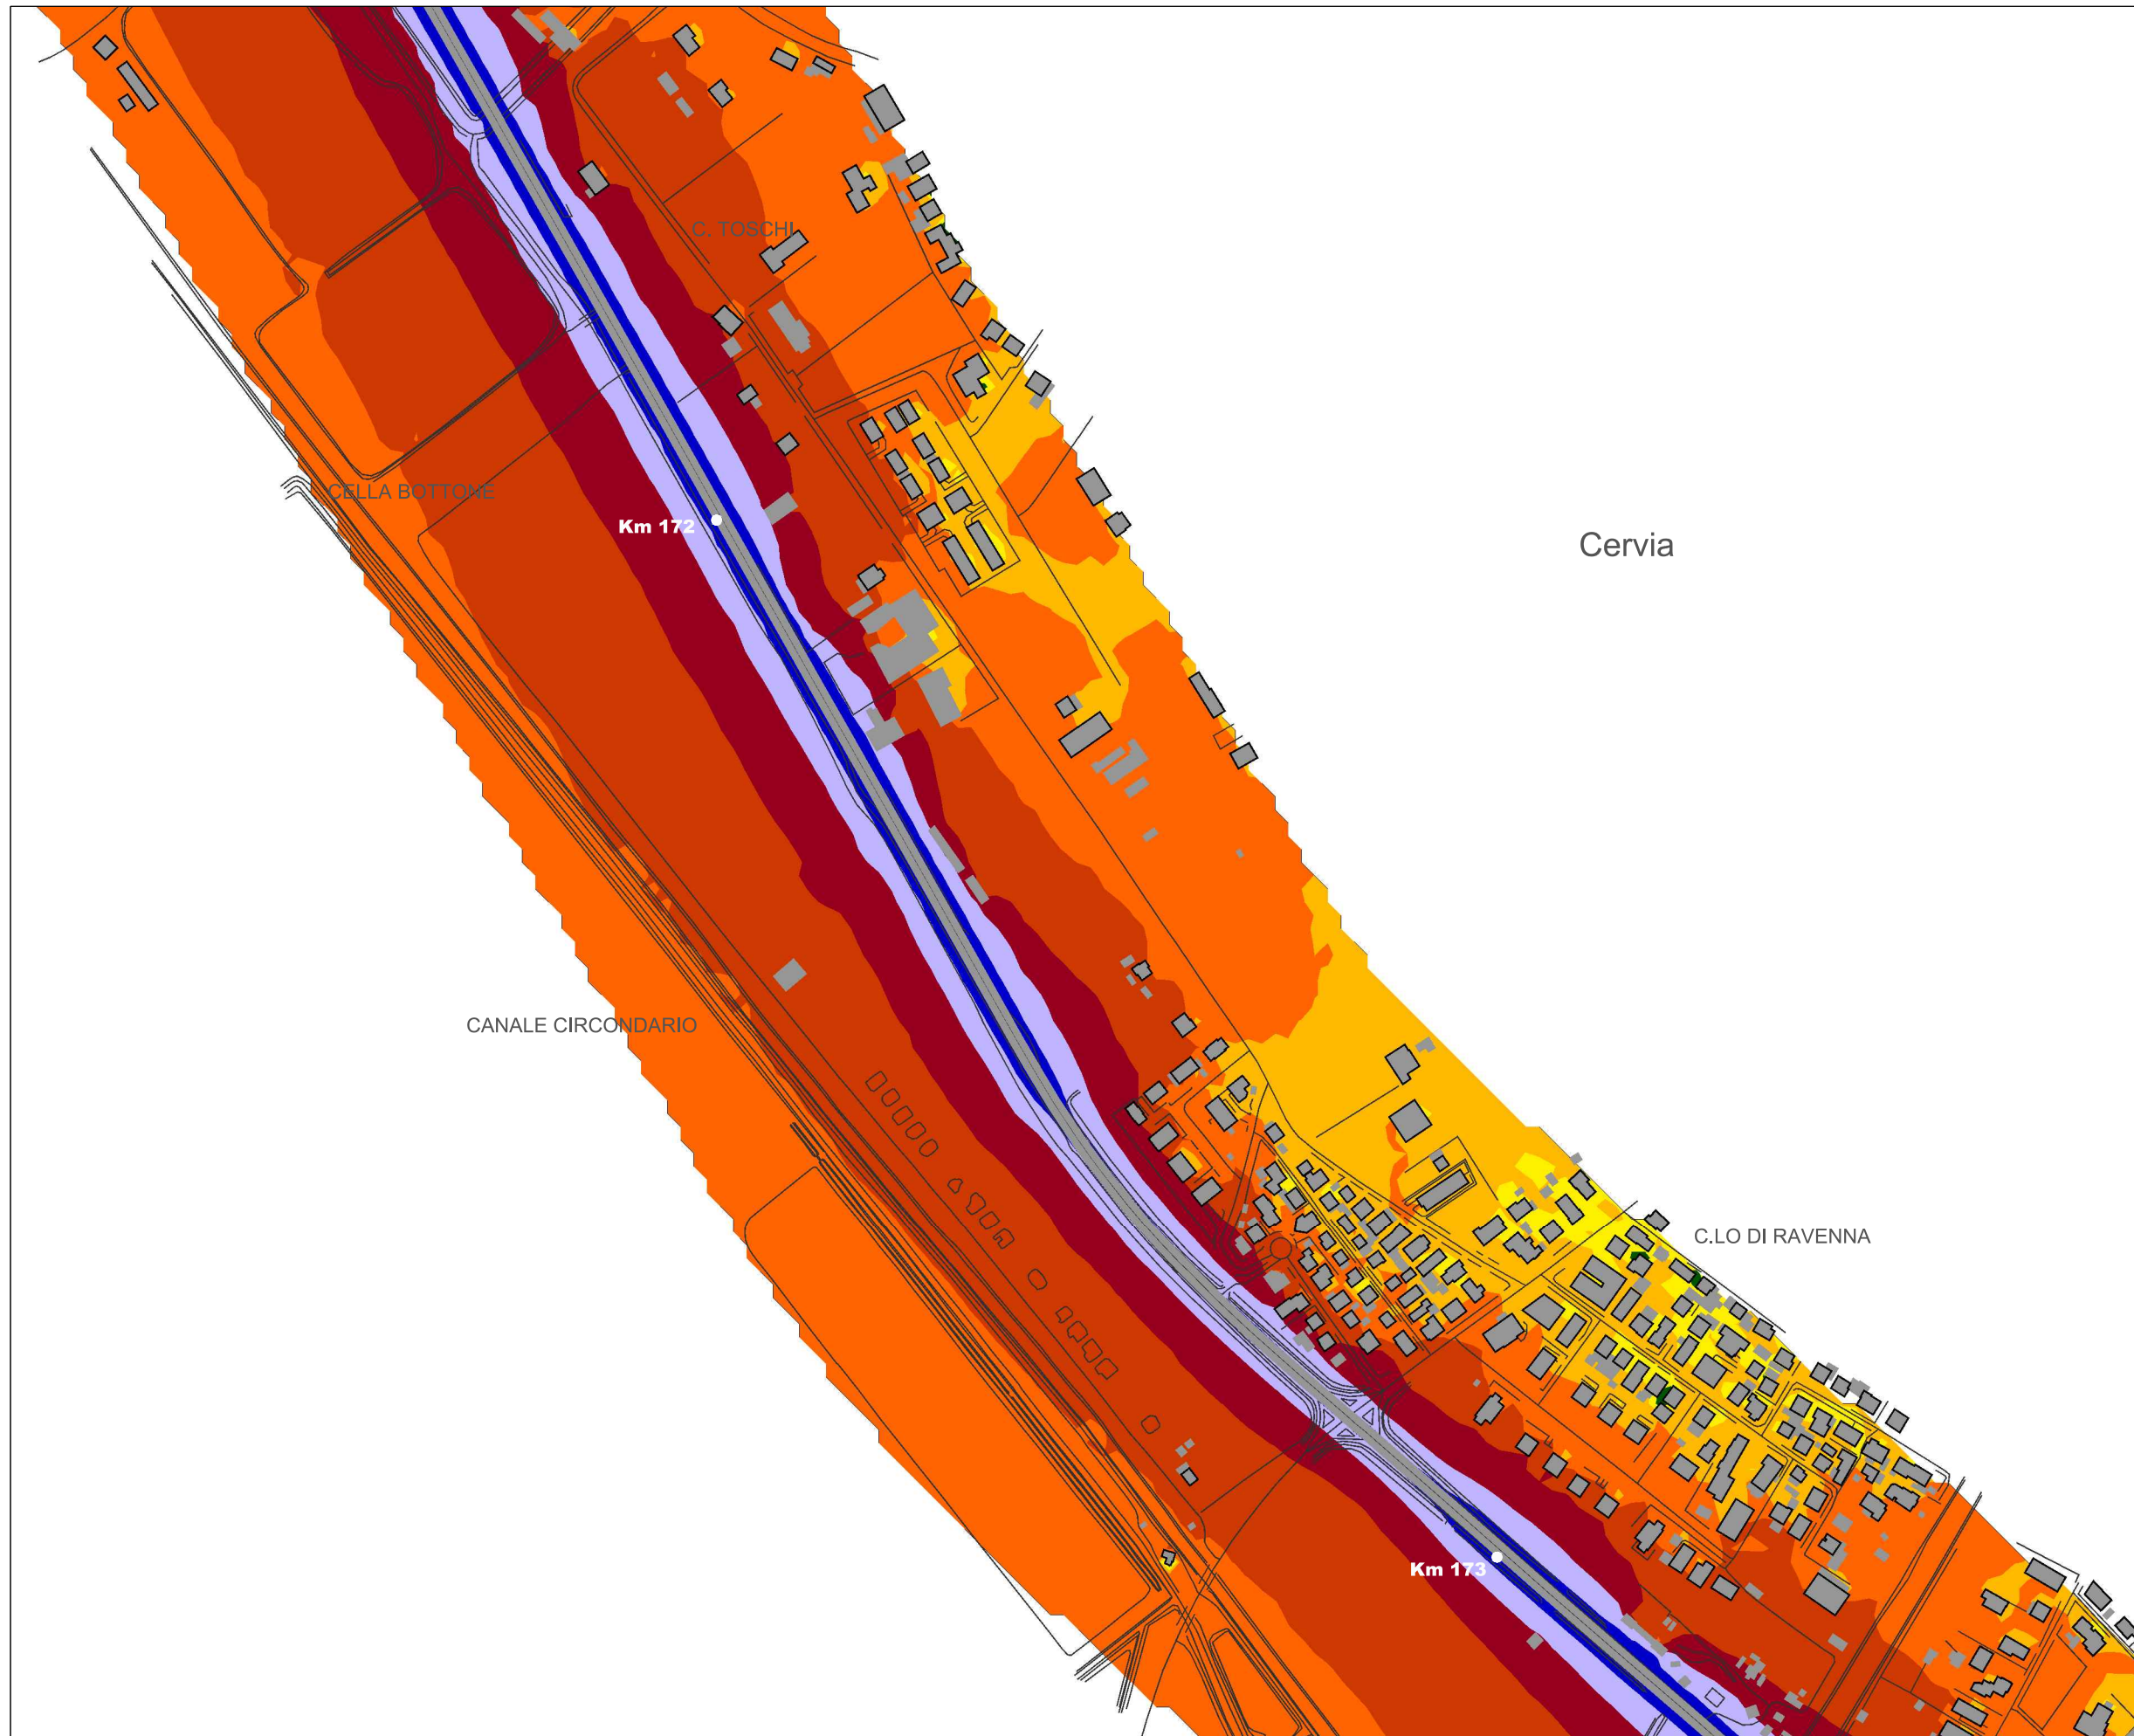 C. TOSCHI
CELLA BOTTONE
Km 172
Cervia
CANALE CIRCONDARIO
C.LO DI RAVENNA
Km 173